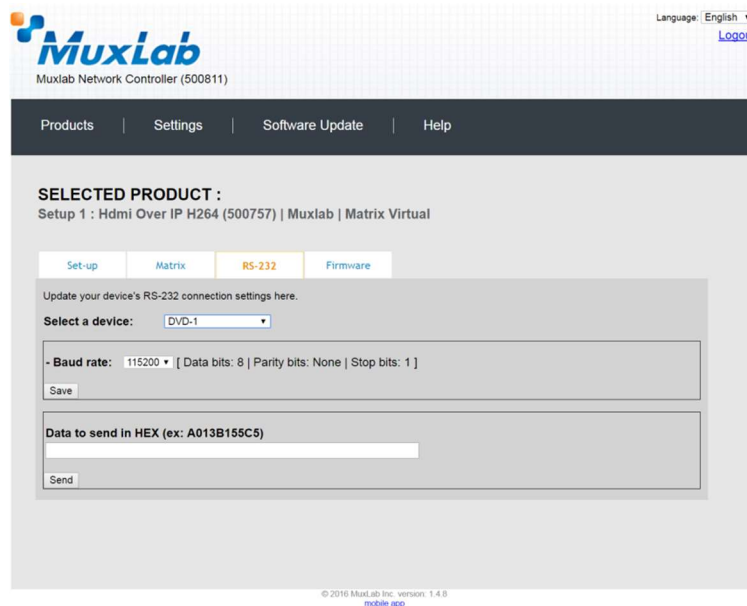 Language: English
Logou
MuxLab
Muxlab Network Controller (500811)
Products | Settings | Software Update | Help
SELECTED PRODUCT :
Setup 1 : Hdmi Over IP H264 (500757) | Muxlab | Matrix Virtual
Set-up Matrix RS-232 Firmware
Update your device's RS-232 connection settings here.
Select a device: DVD-1
- Baud rate: 115200 [ Data bits: 8 | Parity bits: None | Stop bits: 1 ]
Save
Data to send in HEX (ex: A013B155C5)
Send
© 2016 MuxLab Inc. version: 1.4.8
mobile app